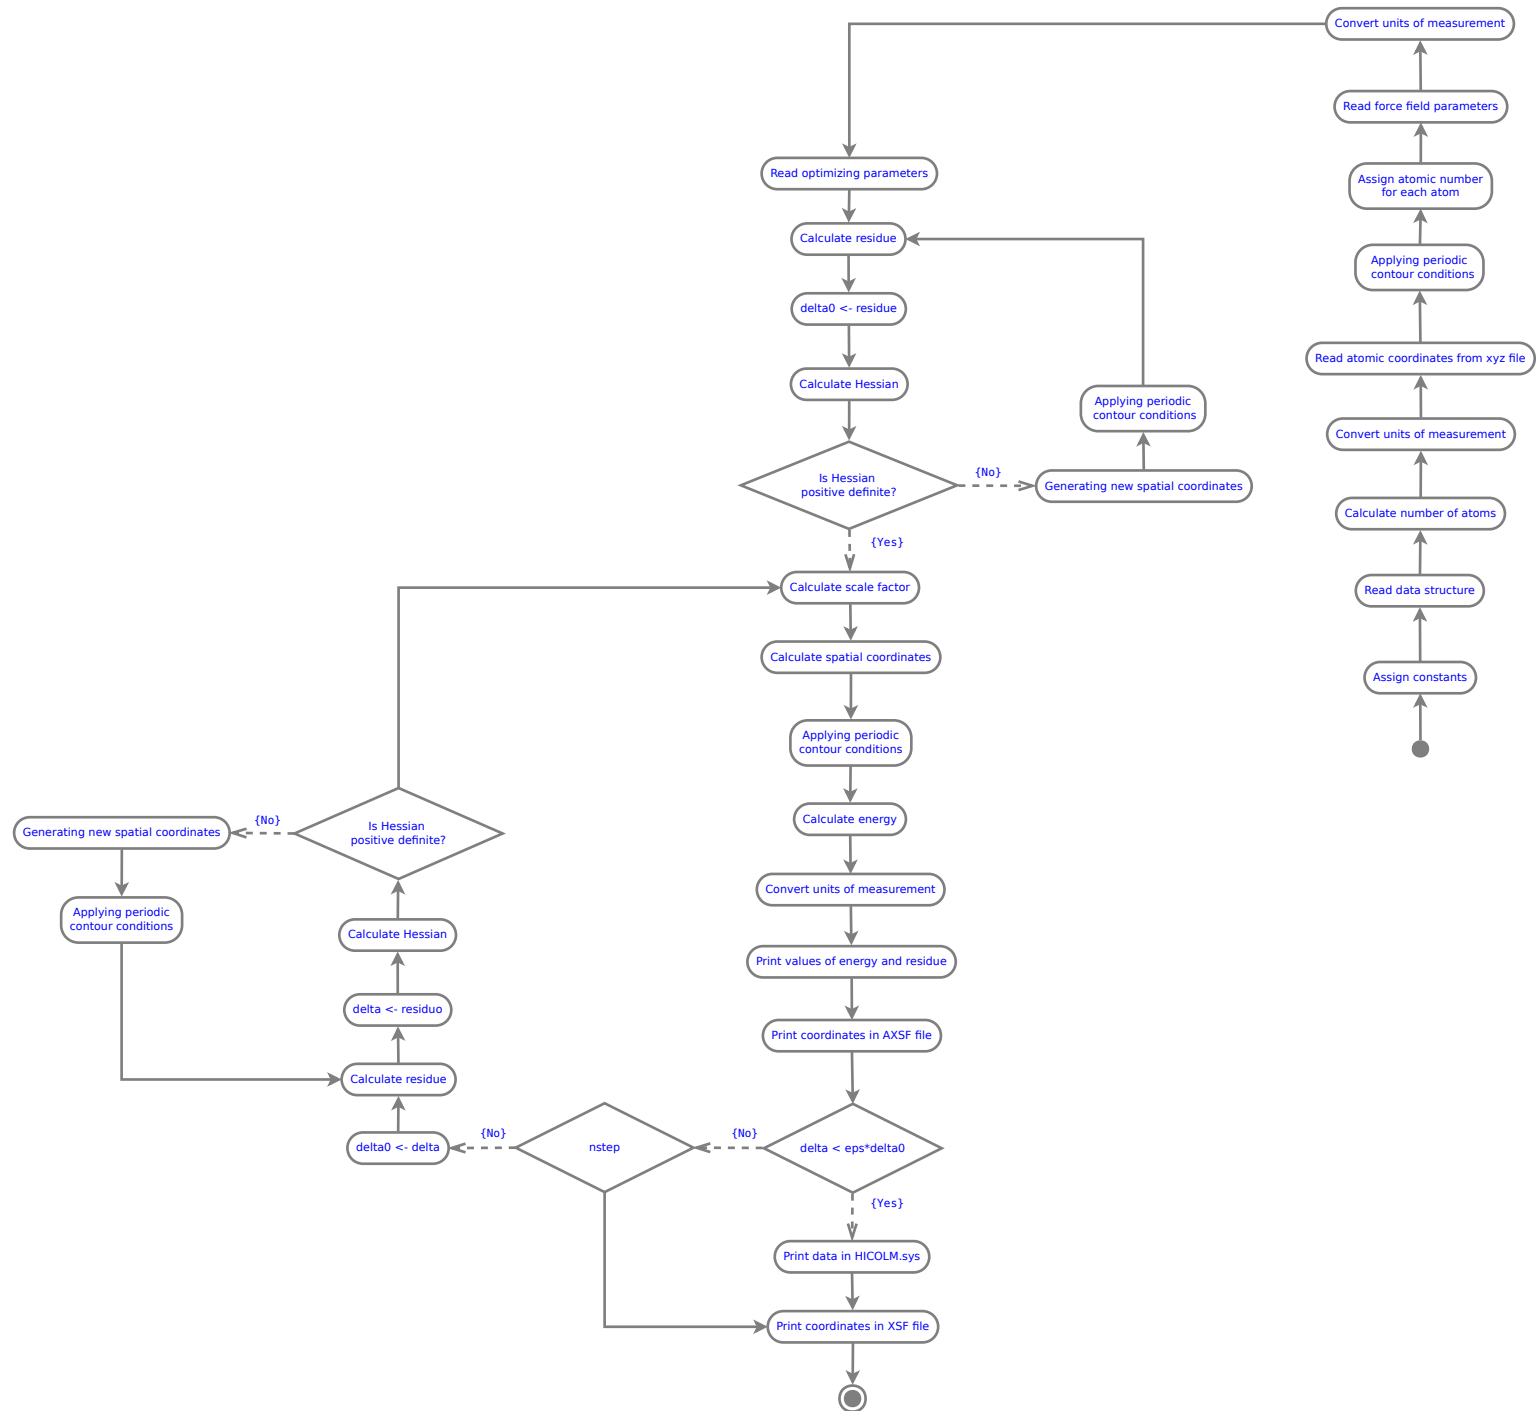 Convert units of measurement
Read force field parameters
Assign atomic number
for each atom
Applying periodic
contour conditions
Read atomic coordinates from xyz file
Convert units of measurement
Calculate number of atoms
Read data structure
Assign constants
Read optimizing parameters
Calculate residue
delta0 <- residue
Calculate Hessian
Is Hessian
positive definite?
{No}
Generating new spatial coordinates
Applying periodic
contour conditions
{Yes}
Calculate scale factor
Calculate spatial coordinates
Applying periodic
contour conditions
Calculate energy
Convert units of measurement
Print values of energy and residue
Print coordinates in AXSF file
delta < eps*delta0
{No}
nstep
{No}
delta0 <- delta
Calculate residue
delta <- residuo
Calculate Hessian
Is Hessian
positive definite?
{No}
Generating new spatial coordinates
Applying periodic
contour conditions
{Yes}
Print data in HICOLM.sys
Print coordinates in XSF file